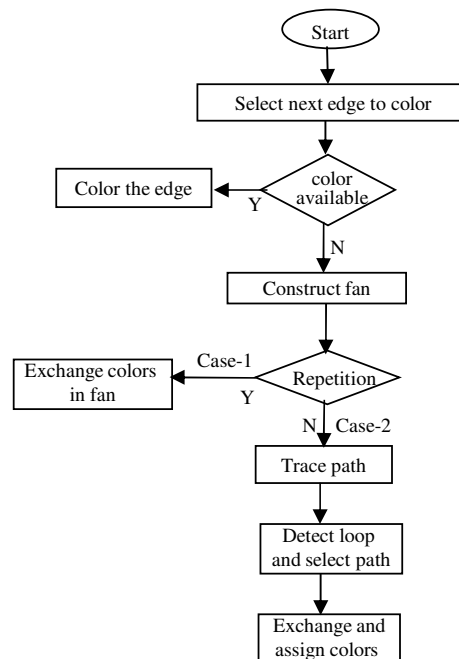 Start
Select next edge to color
color
available
Color the edge
Y
N
Construct fan
Case-1
Exchange colors
in fan
Repetition
Y
N
Case-2
Trace path
Detect loop
and select path
Exchange and
assign colors